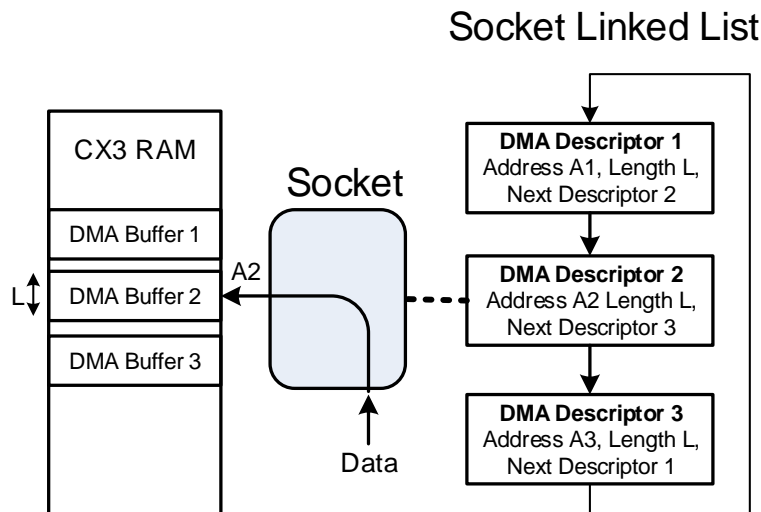 Socket Linked List
CX3 RAM
DMA Buffer 1
DMA Buffer 2
DMA Buffer 3
L
A2
Socket
Data
DMA Descriptor 1
Address A1, Length L,
Next Descriptor 2
DMA Descriptor 2
Address A2 Length L,
Next Descriptor 3
DMA Descriptor 3
Address A3, Length L,
Next Descriptor 1